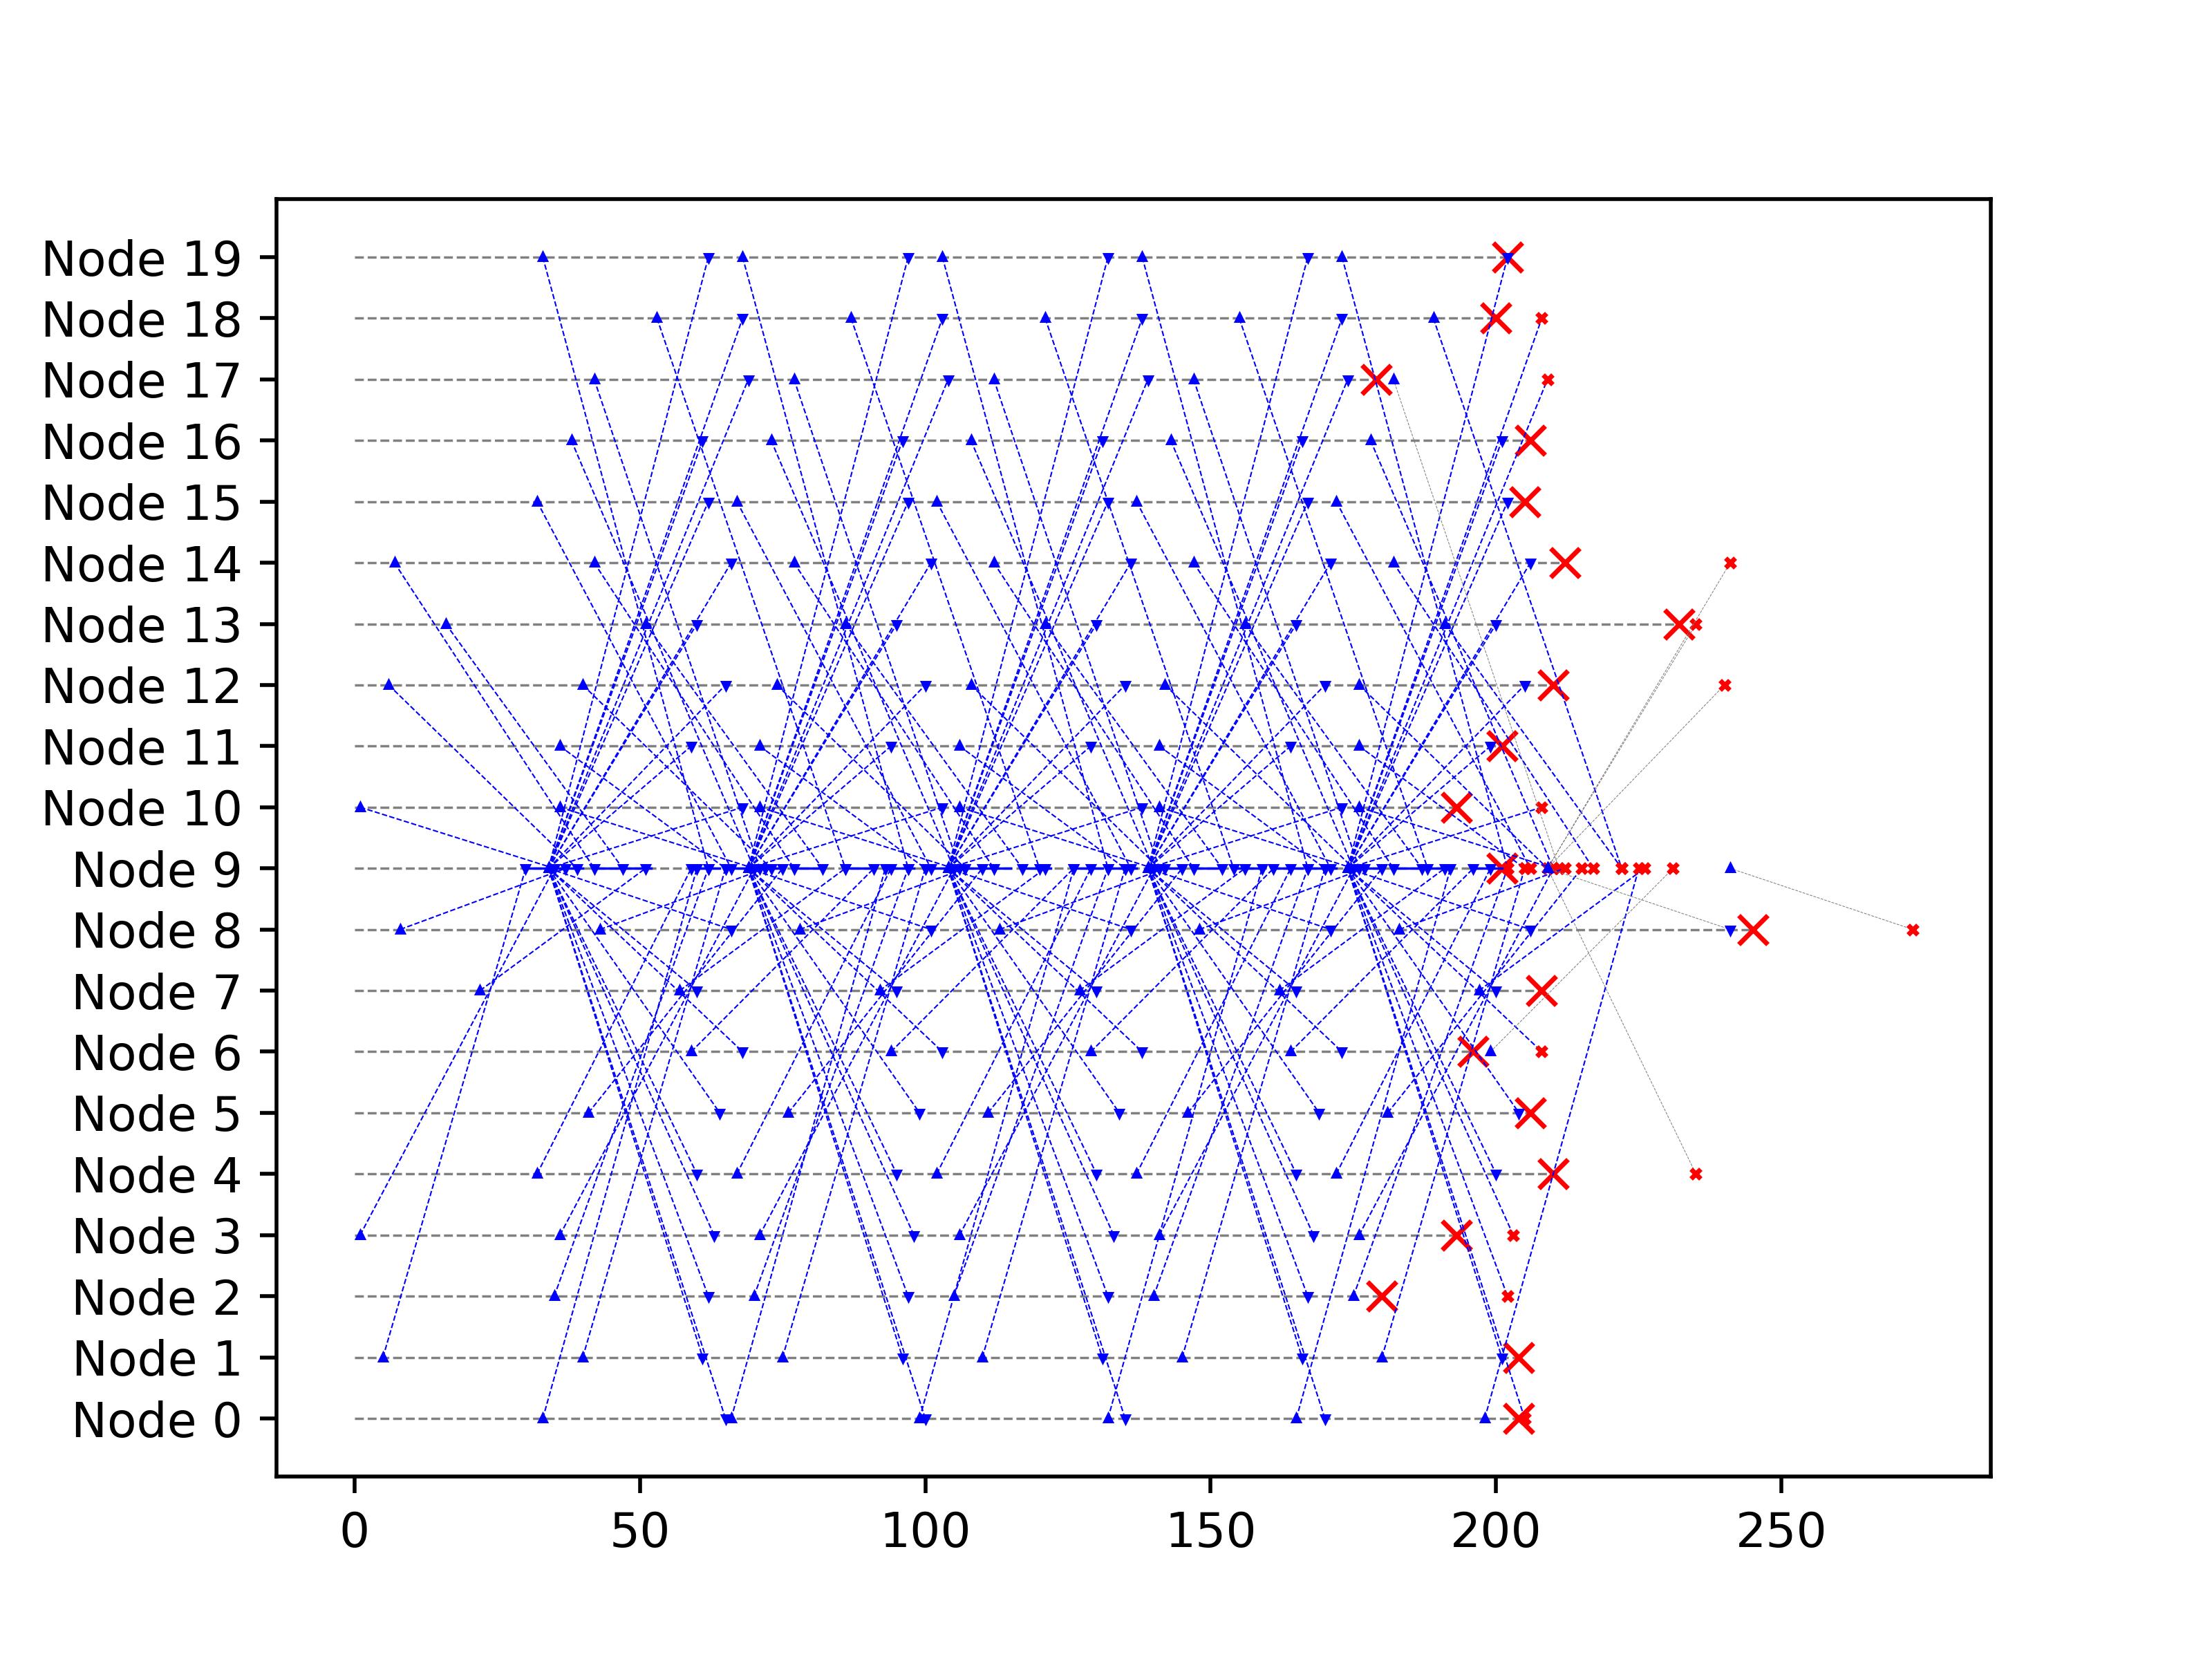 Node 19
Node 18
Node 17
Node 16
Node 15
Node 14
Node 13
Node 12
Node 11
Node 10
Node 9
Node 8
Node 7
Node 6
Node 5
Node 4
Node 3
Node 2
Node 1
Node 0
0 50 100 150 200 250